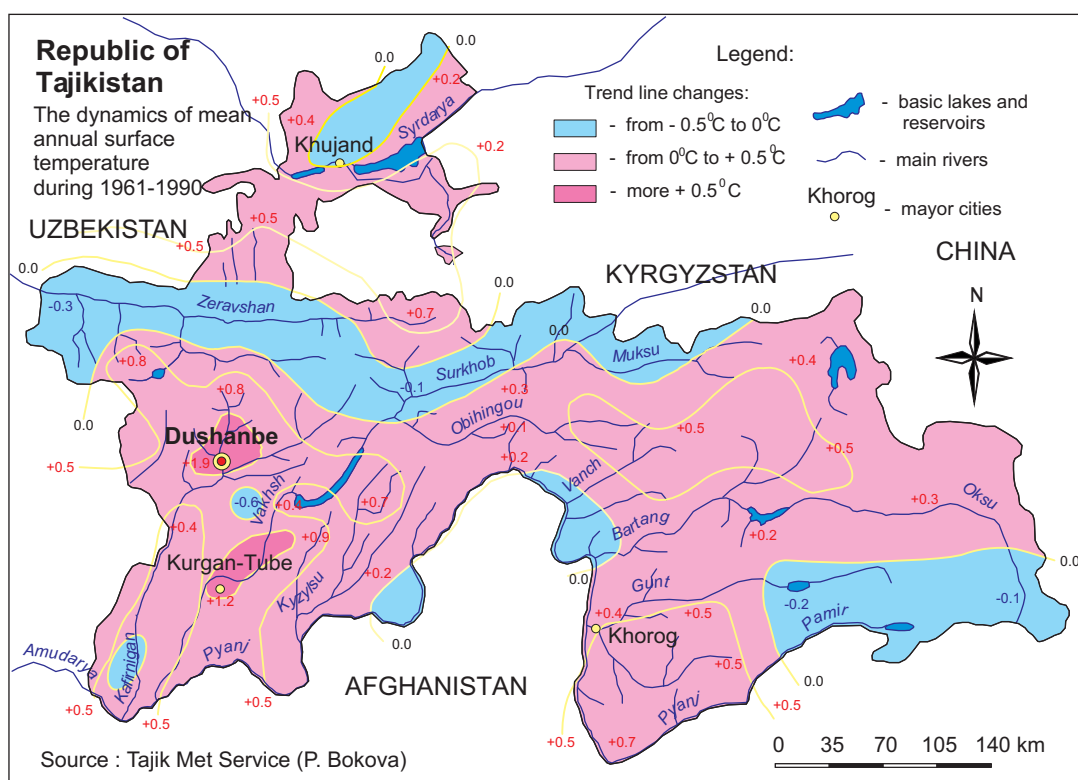 Republic of
Tajikistan
The dynamics of mean
annual surface
temperature
during 1961-1990
Legend:
Trend line changes:
- from - 0.5⁰C to 0⁰C
- from 0⁰C to + 0.5⁰C
- more + 0.5⁰C
- basic lakes and
reservoirs
- main rivers
Khorog
- mayor cities
0.0
0.0
+0.2
+0.5
+0.4
Syrdarya
Khujand
+0.2
UZBEKISTAN
+0.5
+0.5
KYRGYZSTAN
CHINA
N
0.0
0.0
0.0
-0.3
Zeravshan
+0.7
0.0
Muksu
+0.4
+0.8
Surkhob
-0.1
+0.8
+0.3
Obihingou
+0.1
+0.5
0.0
Dushanbe
+0.5
+1.9
+0.2
+0.5
Vanch
-0.6
Vakhsh
+0.4
+0.7
+0.3
Oksu
+0.4
Bartang
+0.2
+0.9
Kurgan-Tube
+0.2
Kyzylsu
+1.2
0.0
Gunt
0.0
+0.4
+0.5
-0.2
-0.1
Pamir
Khorog
0.0
Pyanj
Kafirnigan
Amudarya
+0.5
0.0
AFGHANISTAN
Pyanj
+0.5
+0.5
+0.5
+0.5
+0.5
+0.7
0 35 70 105 140 km
Source : Tajik Met Service (P. Bokova)